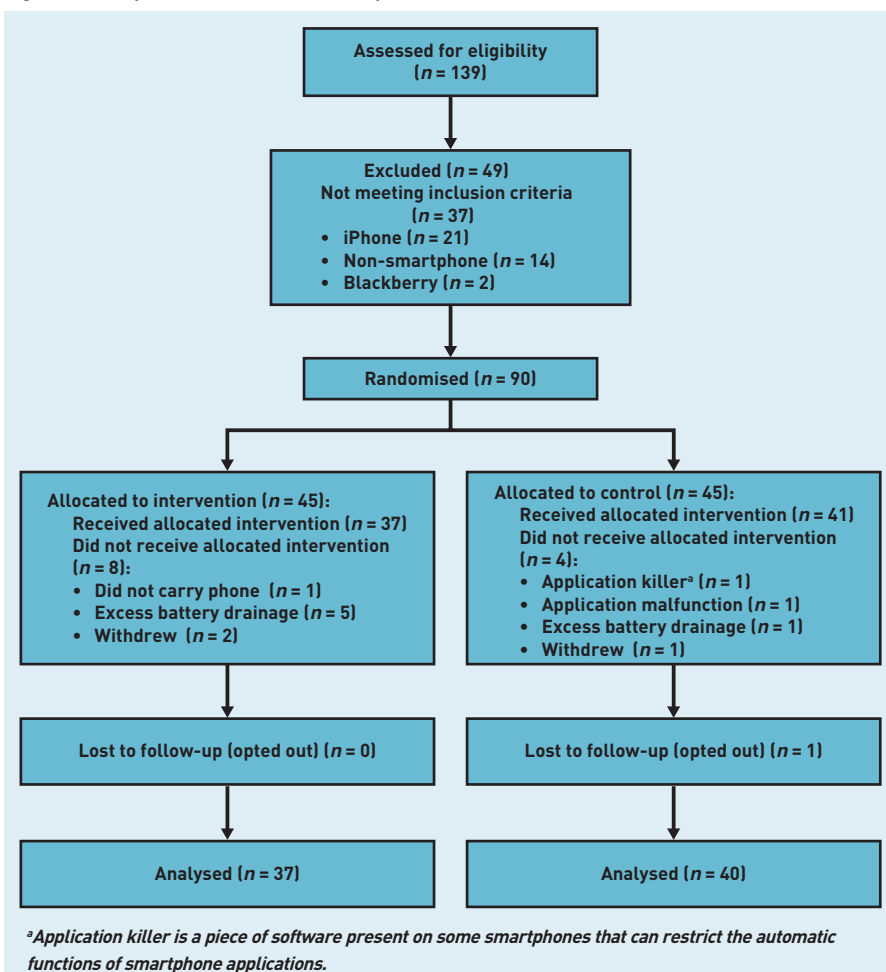 Assessed for eligibility
(n = 139)
Excluded (n = 49)
Not meeting inclusion criteria
(n = 37)
• iPhone (n = 21)
• Non-smartphone (n = 14)
• Blackberry (n = 2)
Randomised (n = 90)
Allocated to intervention (n = 45):
Received allocated intervention (n = 37)
Did not receive allocated intervention
(n = 8):
• Did not carry phone (n = 1)
• Excess battery drainage (n = 5)
• Withdrew (n = 2)
Allocated to control (n = 45):
Received allocated intervention (n = 41)
Did not receive allocated intervention
(n = 4):
• Application killerᵃ (n = 1)
• Application malfunction (n = 1)
• Excess battery drainage (n = 1)
• Withdrew (n = 1)
Lost to follow-up (opted out) (n = 0)
Lost to follow-up (opted out) (n = 1)
Analysed (n = 37)
Analysed (n = 40)
ᵃApplication killer is a piece of software present on some smartphones that can restrict the automatic
functions of smartphone applications.